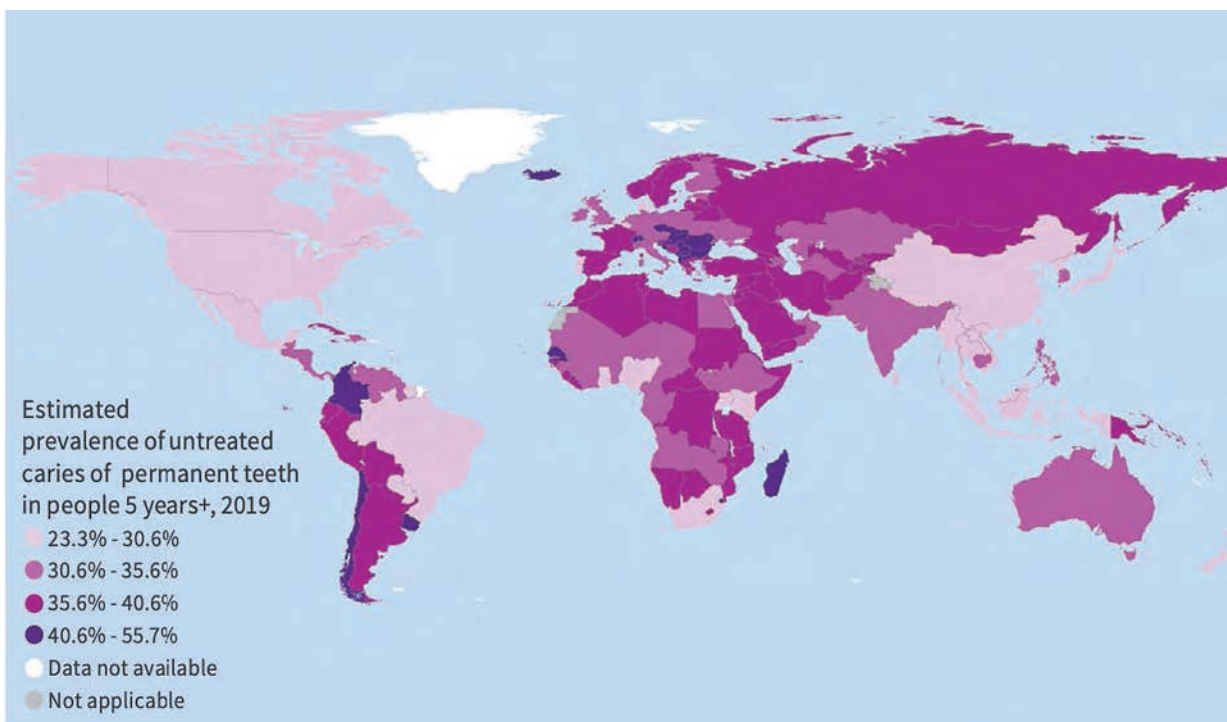 Estimated
prevalence of untreated
caries of permanent teeth
in people 5 years+, 2019
23.3% - 30.6%
30.6% - 35.6%
35.6% - 40.6%
40.6% - 55.7%
Data not available
Not applicable